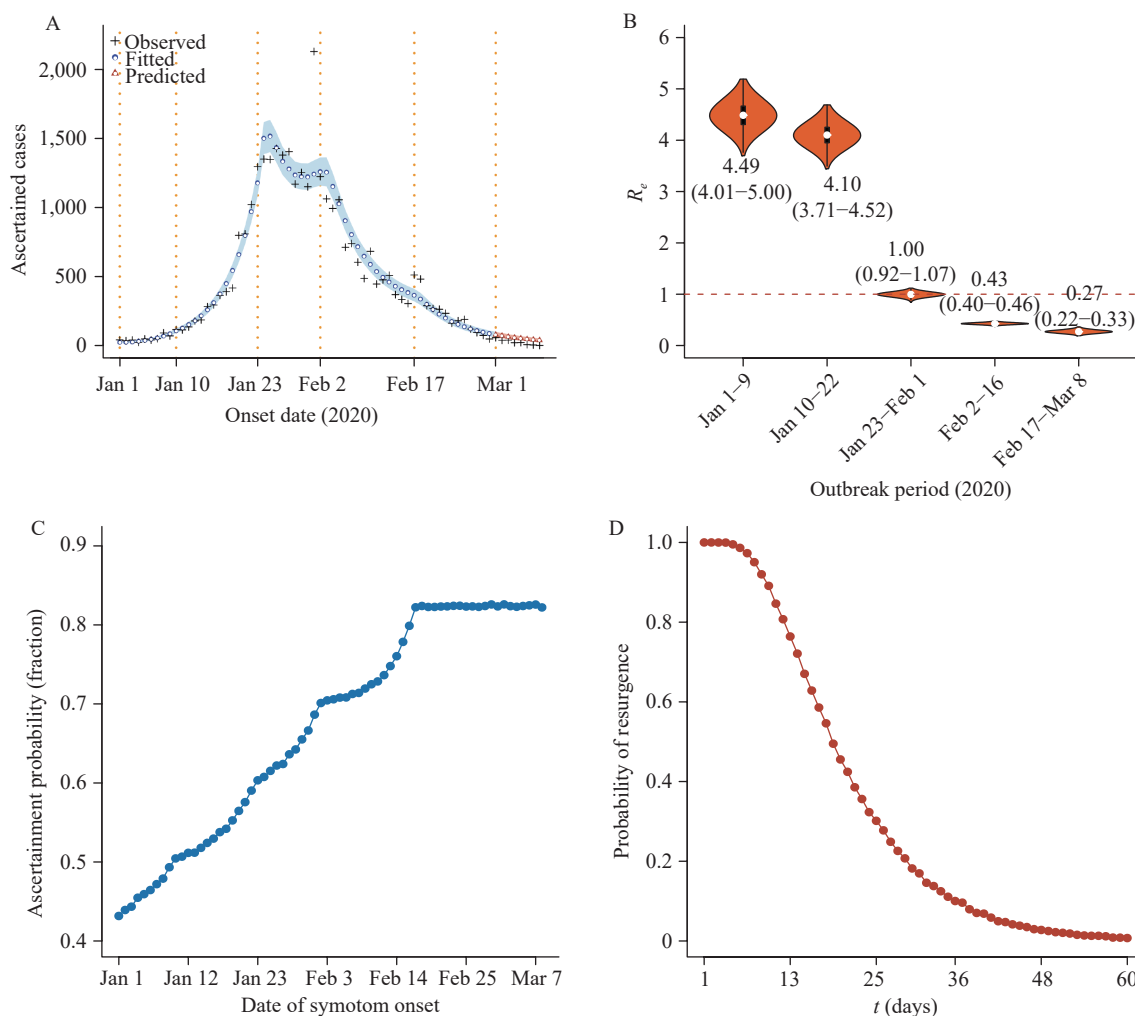 A
Observed
Fitted
Predicted
2,000
1,500
1,000
500
0
Ascertained cases
Jan 1
Jan 10
Jan 23
Feb 2
Feb 17
Mar 1
Onset date (2020)
B
6
5
4
3
2
1
0
Re
4.49
(4.01−5.00)
4.10
(3.71−4.52)
1.00
(0.92−1.07)
0.43
(0.40−0.46)
0.27
(0.22−0.33)
Jan 1−9
Jan 10−22
Jan 23−Feb 1
Feb 2−16
Feb 17−Mar 8
Outbreak period (2020)
C
0.9
0.8
0.7
0.6
0.5
0.4
Ascertainment probability (fraction)
Jan 1
Jan 12
Jan 23
Feb 3
Feb 14
Feb 25
Mar 7
Date of symotom onset
D
1.0
0.8
0.6
0.4
0.2
0
Probability of resurgence
1
13
25
36
48
60
t (days)